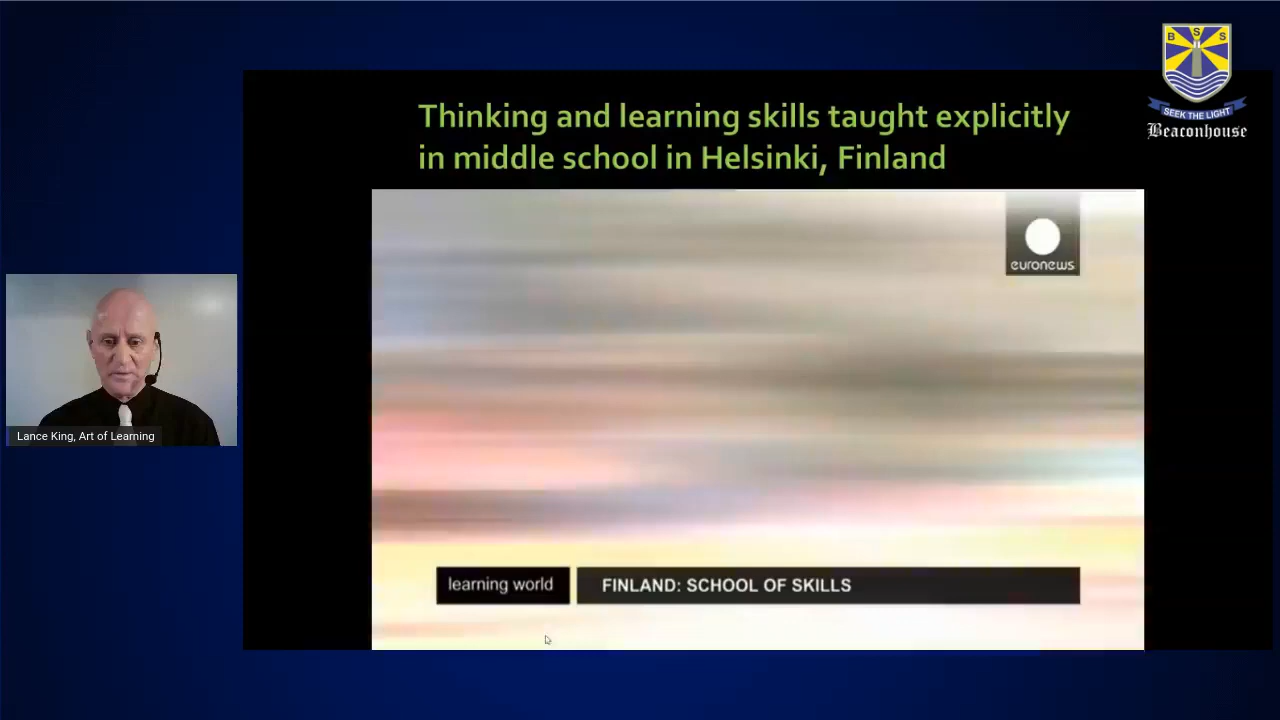 B S S
SEEK THE LIGHT
Beaconhouse
Thinking and learning skills taught explicitly
in middle school in Helsinki, Finland
euronews
Lance King, Art of Learning
learning world
FINLAND: SCHOOL OF SKILLS